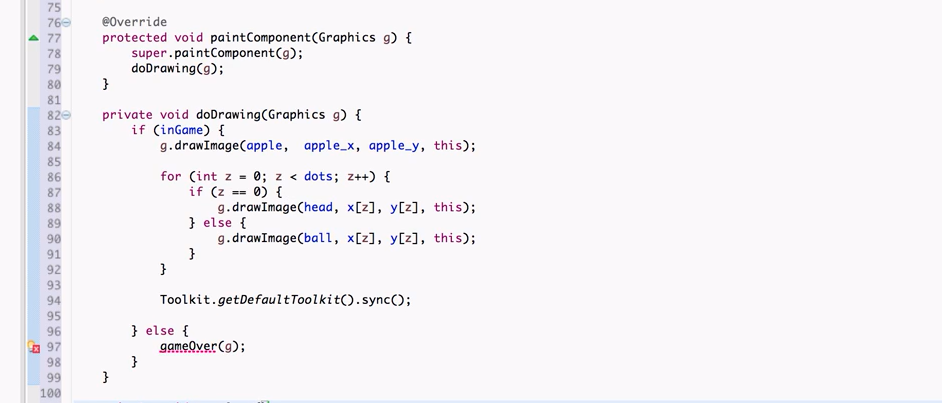 75
76 @Override
77 protected void paintComponent(Graphics g) {
78 super.paintComponent(g);
79 doDrawing(g);
80 }
81
82 private void doDrawing(Graphics g) {
83 if (inGame) {
84 g.drawImage(apple,  apple_x, apple_y, this);
85
86 for (int z = 0; z < dots; z++) {
87 if (z == 0) {
88 g.drawImage(head, x[z], y[z], this);
89 } else {
90 g.drawImage(ball, x[z], y[z], this);
91 }
92 }
93
94 Toolkit.getDefaultToolkit().sync();
95
96 } else {
97 gameOver(g);
98 }
99 }
100